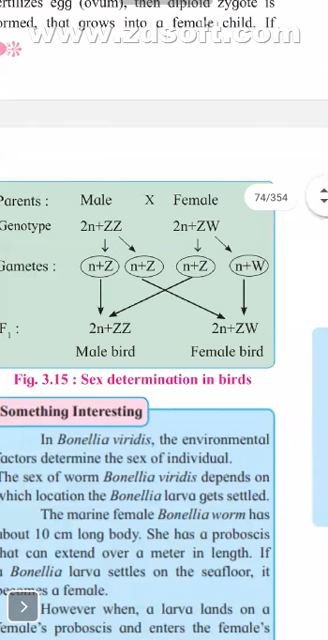 ertilizes egg (ovum), then diploid zygote is
ormed, that grows into a female child. If
www.zdsoft.com
74/354
Parents : Male X Female
Genotype 2n+ZZ 2n+ZW
Gametes : n+Z n+Z n+Z n+W
F1 : 2n+ZZ 2n+ZW
Male bird Female bird
Fig. 3.15 : Sex determination in birds
Something Interesting
In Bonellia viridis, the environmental
factors determine the sex of individual.
The sex of worm Bonellia viridis depends on
which location the Bonellia larva gets settled.
The marine female Bonellia worm has
about 10 cm long body. She has a proboscis
that can extend over a meter in length. If
a Bonellia larva settles on the seafloor, it
becomes a female.
However when, a larva lands on a
female's proboscis and enters the female's